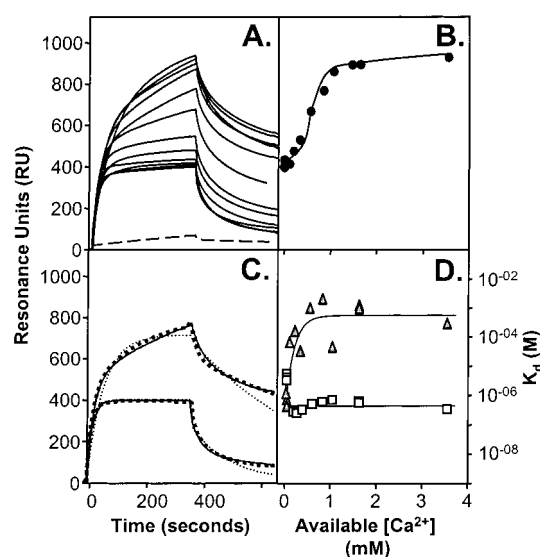 A.
B.
1000
800
600
400
200
0
Resonance Units (RU)
C.
D.
1000
800
600
400
200
0
10-02
10-04
10-06
10-08
Kd (M)
0 200 400 600
Time (seconds)
0 1 2 3 4
Available [Ca2+]
(mM)